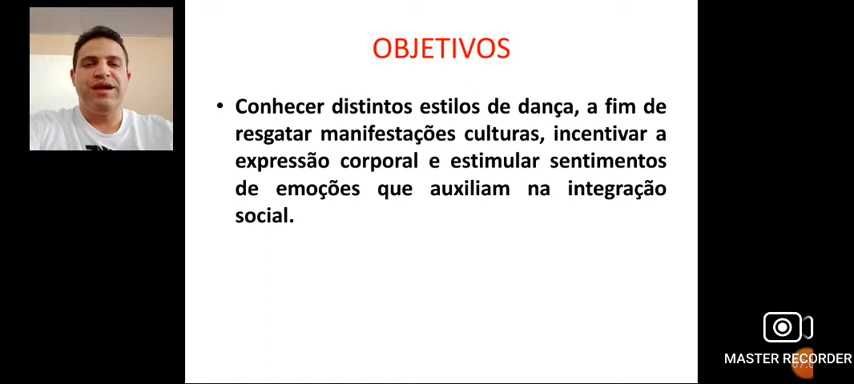 OBJETIVOS
• Conhecer distintos estilos de dança, a fim de
resgatar manifestações culturas, incentivar a
expressão corporal e estimular sentimentos
de emoções que auxiliam na integração
social.
MASTER RECORDER